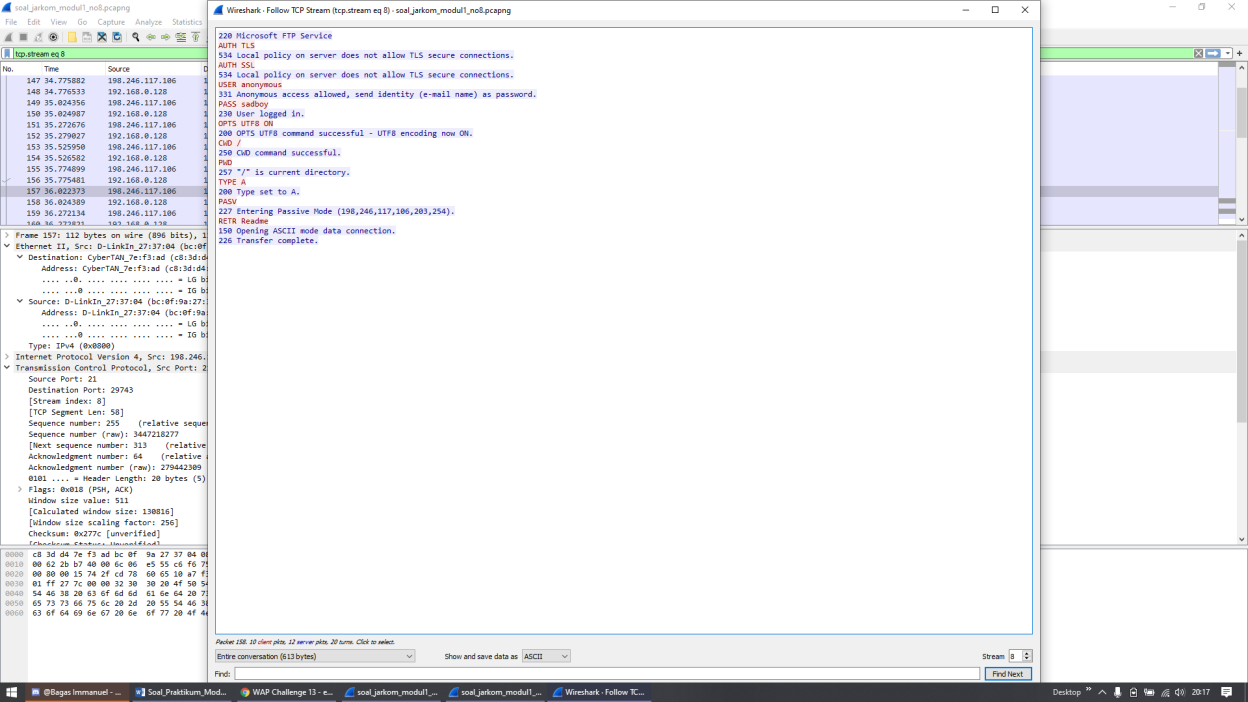 soal_jarkom_modul1_no8.pcapng
File Edit View Go Capture Analyze Statistics
tcp.stream eq 8
No. Time Source
147 34.775882 198.246.117.106
148 34.776533 192.168.0.128
149 35.024356 198.246.117.106
150 35.024987 192.168.0.128
151 35.272676 198.246.117.106
152 35.279027 192.168.0.128
153 35.525950 198.246.117.106
154 35.526582 192.168.0.128
155 35.774899 198.246.117.106
156 35.775481 192.168.0.128
157 36.022373 198.246.117.106
158 36.024389 192.168.0.128
159 36.272134 198.246.117.106
160 36.272821 192.168.0.128
Frame 157: 112 bytes on wire (896 bits), 1
Ethernet II, Src: D-LinkIn_27:37:04 (bc:0f
Destination: CyberTAN_7e:f3:ad (c8:3d:d4
Address: CyberTAN_7e:f3:ad (c8:3d:d4
.... ..0. .... .... .... .... = LG bi
.... ...0 .... .... .... .... = IG bi
Source: D-LinkIn_27:37:04 (bc:0f:9a:27:
Address: D-LinkIn_27:37:04 (bc:0f:9a
.... ..0. .... .... .... .... = LG bi
.... ...0 .... .... .... .... = IG bi
Type: IPv4 (0x0800)
Internet Protocol Version 4, Src: 198.246.
Transmission Control Protocol, Src Port: 2
Source Port: 21
Destination Port: 29743
[Stream index: 8]
[TCP Segment Len: 58]
Sequence number: 255 (relative seque
Sequence number (raw): 3447218277
[Next sequence number: 313 (relative
Acknowledgment number: 64 (relative a
Acknowledgment number (raw): 279442309
0101 .... = Header Length: 20 bytes (5)
Flags: 0x018 (PSH, ACK)
Window size value: 511
[Calculated window size: 130816]
[Window size scaling factor: 256]
Checksum: 0x277c [unverified]
[Checksum Status: Unverified]
0000 c8 3d d4 7e f3 ad bc 0f 9a 27 37 04 08
0010 00 62 2b b7 40 00 6c 06 e5 55 c6 f6 75
0020 00 80 00 15 74 2f cd 78 60 65 10 a7 f3
0030 01 ff 27 7c 00 00 32 30 30 20 4f 50 54
0040 54 46 38 20 63 6f 6d 6d 61 6e 64 20 73
0050 65 73 73 66 75 6c 20 2d 20 55 54 46 38
0060 63 6f 64 69 6e 67 20 6e 6f 77 20 4f 4e
Wireshark · Follow TCP Stream (tcp.stream eq 8) · soal_jarkom_modul1_no8.pcapng
220 Microsoft FTP Service
AUTH TLS
534 Local policy on server does not allow TLS secure connections.
AUTH SSL
534 Local policy on server does not allow TLS secure connections.
USER anonymous
331 Anonymous access allowed, send identity (e-mail name) as password.
PASS sadboy
230 User logged in.
OPTS UTF8 ON
200 OPTS UTF8 command successful - UTF8 encoding now ON.
CWD /
250 CWD command successful.
PWD
257 "/" is current directory.
TYPE A
200 Type set to A.
PASV
227 Entering Passive Mode (198,246,117,106,203,254).
RETR Readme
150 Opening ASCII mode data connection.
226 Transfer complete.
Packet 158. 10 client pkts, 12 server pkts, 20 turns. Click to select.
Entire conversation (613 bytes) Show and save data as ASCII Stream 8
Find: Find Next
@Bagas Immanuel - ... Soal_Praktikum_Mod... WAP Challenge 13 - e... soal_jarkom_modul1_... soal_jarkom_modul1_... Wireshark · Follow TC... Desktop 20:17